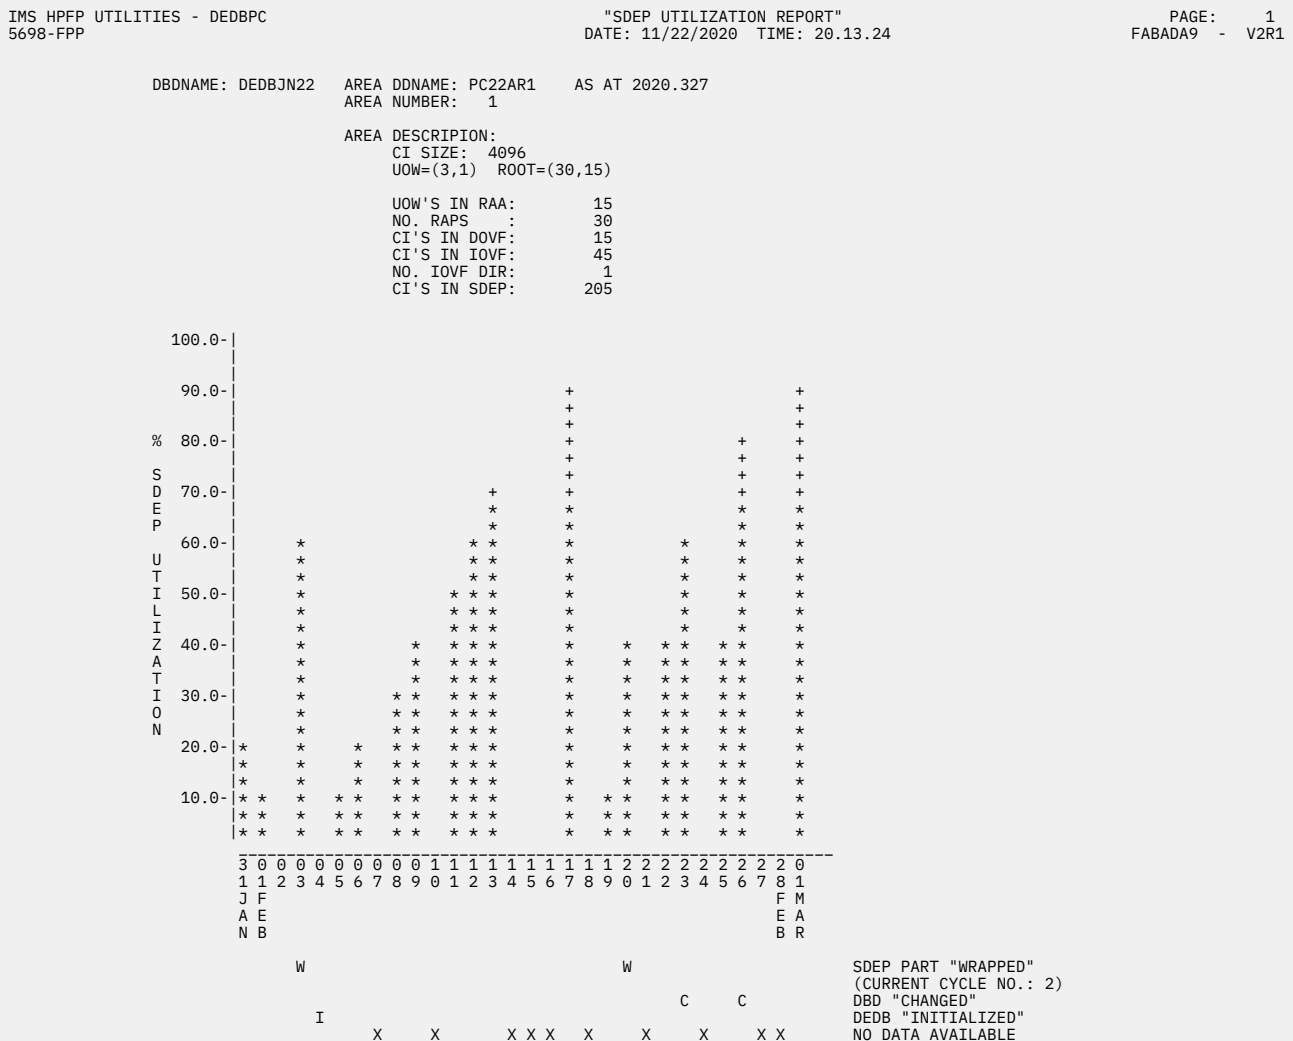 IMS HPFP UTILITIES - DEDBPC "SDEP UTILIZATION REPORT" PAGE: 1
5698-FPP DATE: 11/22/2020 TIME: 20.13.24 FABADA9 - V2R1
DBDNAME: DEDBJN22 AREA DDNAME: PC22AR1 AS AT 2020.327
AREA NUMBER: 1
AREA DESCRIPION:
CI SIZE: 4096
UOW=(3,1) ROOT=(30,15)
UOW'S IN RAA: 15
NO. RAPS : 30
CI'S IN DOVF: 15
CI'S IN IOVF: 45
NO. IOVF DIR: 1
CI'S IN SDEP: 205
100.0-|
|
|
90.0-| + +
| + +
| + +
% 80.0-| + + +
| + + +
S | + + +
D 70.0-| + + + +
E | * * * *
P | * * * *
60.0-| * * * * * * *
U | * * * * * * *
T | * * * * * * *
I 50.0-| * * * * * * * *
L | * * * * * * * *
I | * * * * * * * *
Z 40.0-| * * * * * * * * * * * *
A | * * * * * * * * * * * *
T | * * * * * * * * * * * *
I 30.0-| * * * * * * * * * * * * *
O | * * * * * * * * * * * * *
N | * * * * * * * * * * * * *
20.0-|* * * * * * * * * * * * * * *
|* * * * * * * * * * * * * * *
|* * * * * * * * * * * * * * *
10.0-|* * * * * * * * * * * * * * * * * *
|* * * * * * * * * * * * * * * * * *
|* * * * * * * * * * * * * * * * * *
3 0 0 0 0 0 0 0 0 0 1 1 1 1 1 1 1 1 1 1 2 2 2 2 2 2 2 2 2 0
1 1 2 3 4 5 6 7 8 9 0 1 2 3 4 5 6 7 8 9 0 1 2 3 4 5 6 7 8 1
J F F M
A E E A
N B B R
W W SDEP PART "WRAPPED"
(CURRENT CYCLE NO.: 2)
C C DBD "CHANGED"
I DEDB "INITIALIZED"
X X X X X X X X X X NO DATA AVAILABLE